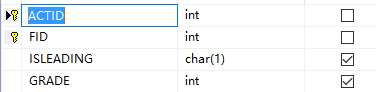 ACTID int
FID int
ISLEADING char(1)
GRADE int